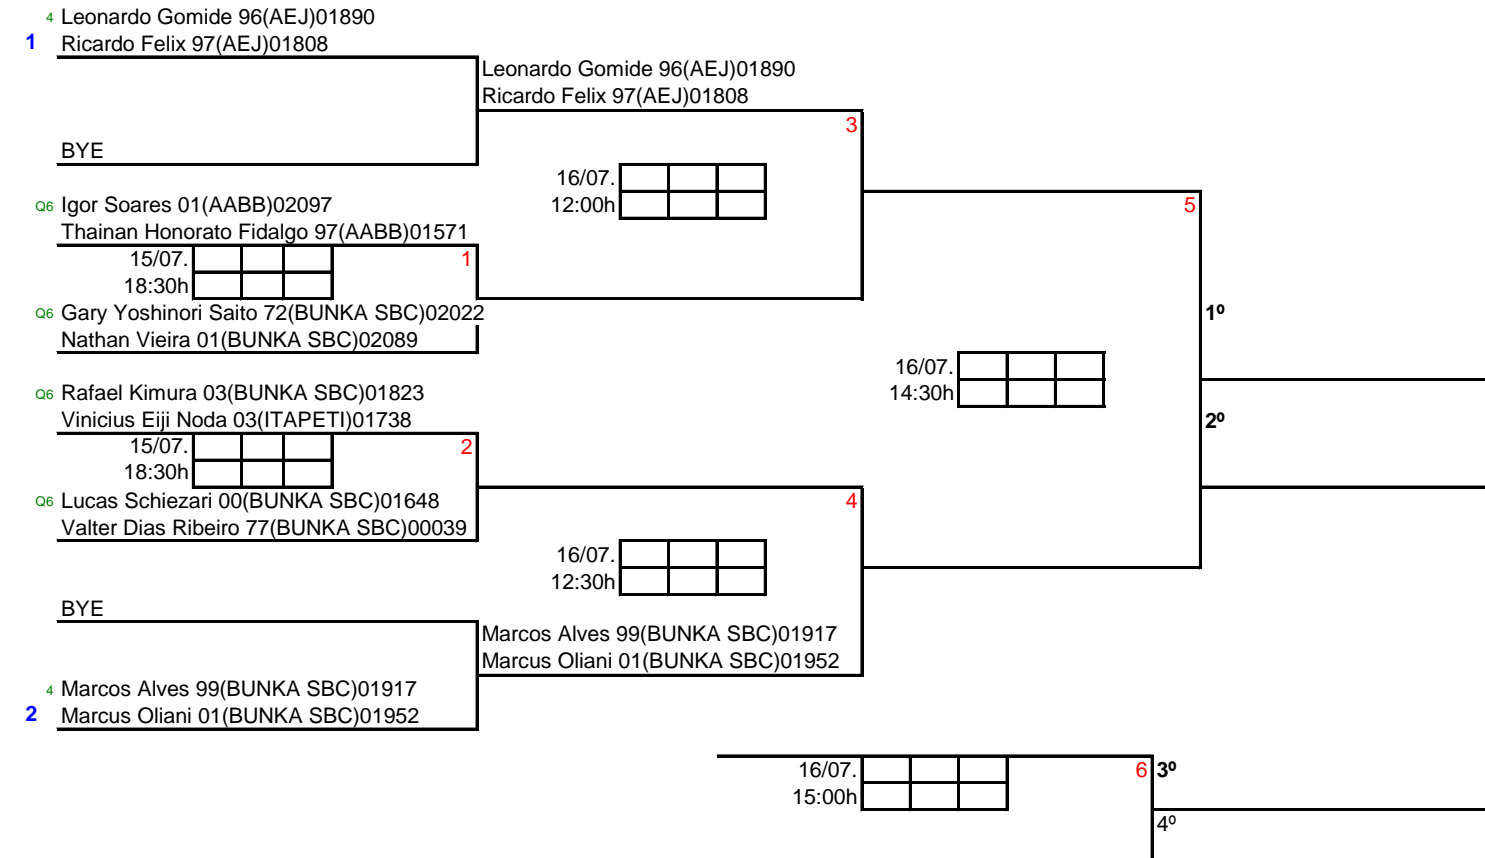 4 Leonardo Gomide 96(AEJ)01890
1 Ricardo Felix 97(AEJ)01808
Leonardo Gomide 96(AEJ)01890
Ricardo Felix 97(AEJ)01808
3
BYE
16/07.
12:00h
Q6 Igor Soares 01(AABB)02097
5
Thainan Honorato Fidalgo 97(AABB)01571
15/07. 1
18:30h
Q6 Gary Yoshinori Saito 72(BUNKA SBC)02022
1º
Nathan Vieira 01(BUNKA SBC)02089
16/07.
14:30h
Q6 Rafael Kimura 03(BUNKA SBC)01823
Vinicius Eiji Noda 03(ITAPETI)01738
2º
15/07. 2
18:30h
Q6 Lucas Schiezari 00(BUNKA SBC)01648
4
Valter Dias Ribeiro 77(BUNKA SBC)00039
16/07.
12:30h
BYE
Marcos Alves 99(BUNKA SBC)01917
Marcus Oliani 01(BUNKA SBC)01952
4 Marcos Alves 99(BUNKA SBC)01917
2 Marcus Oliani 01(BUNKA SBC)01952
16/07. 6 3º
15:00h
4º